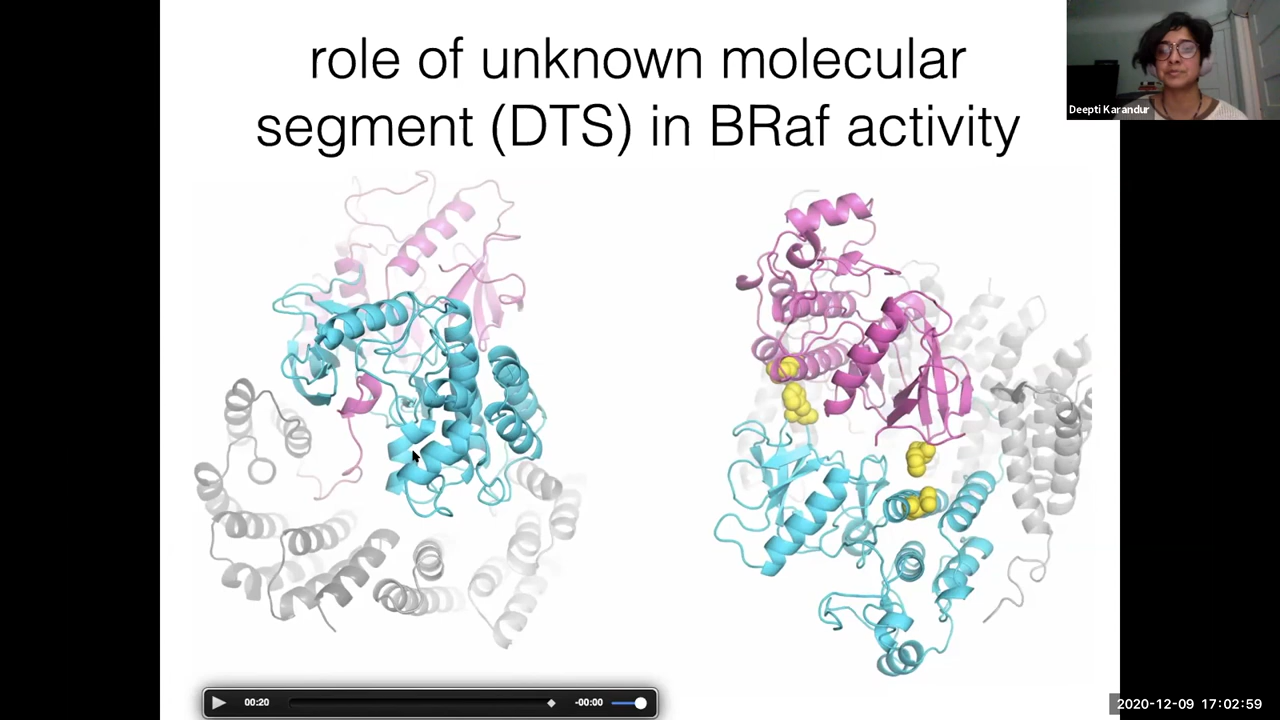 role of unknown molecular
segment (DTS) in BRaf activity
Deepti Karandur
00:20
-00:00
2020-12-09 17:02:59